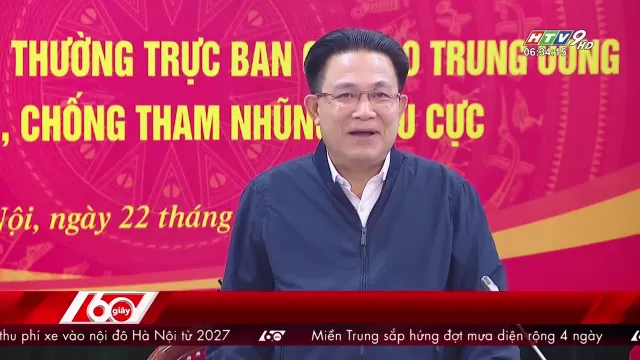 HTV9 HD
06:34:15
THƯỜNG TRỰC BAN O TRUNG ƯƠNG
, CHỐNG THAM NHŨNG CỰC
Nội, ngày 22 tháng
60 giây
thu phí xe vào nội đô Hà Nội từ 2027 60 Miền Trung sắp hứng đợt mưa diện rộng 4 ngày 60